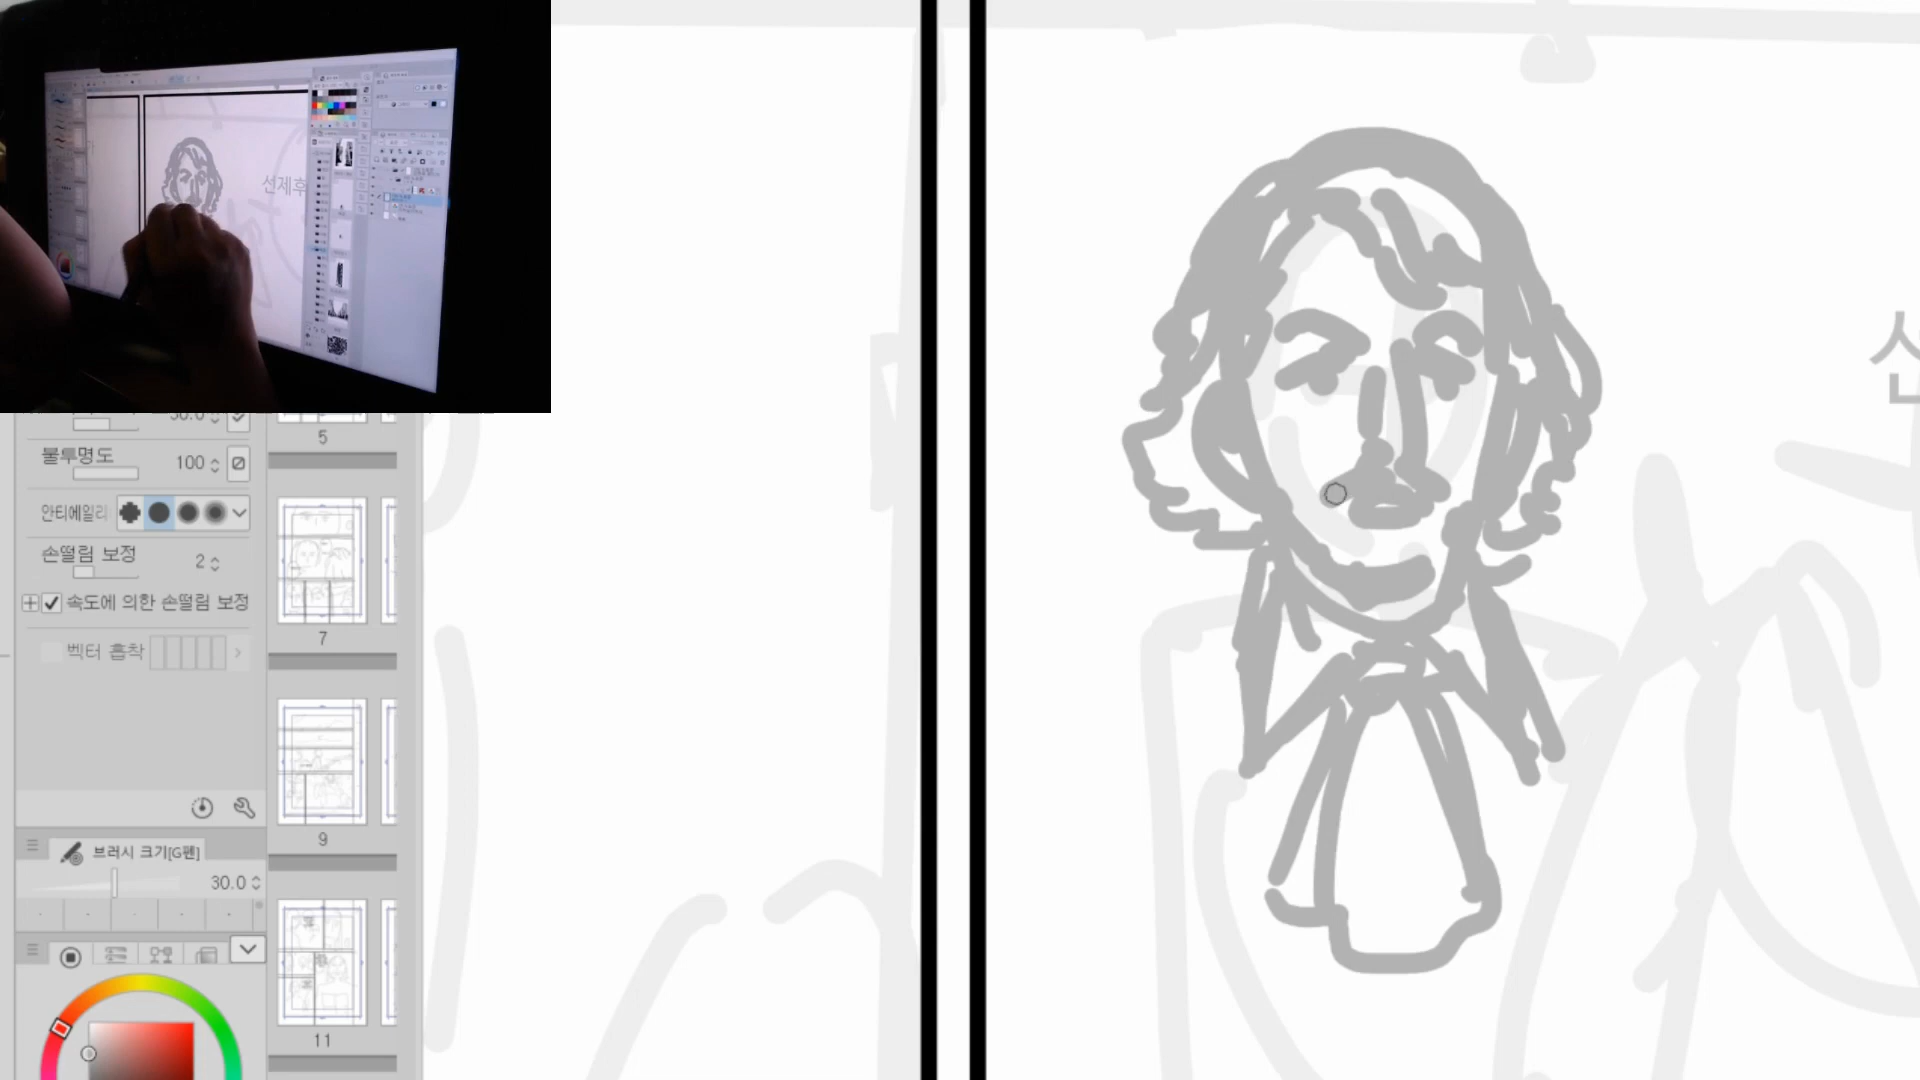 선제후
5
불투명도 100
안티에일리
손떨림 보정 2
속도에 의한 손떨림 보정
벡터 흡착
7
9
브러시 크기[G펜]
30.0
11